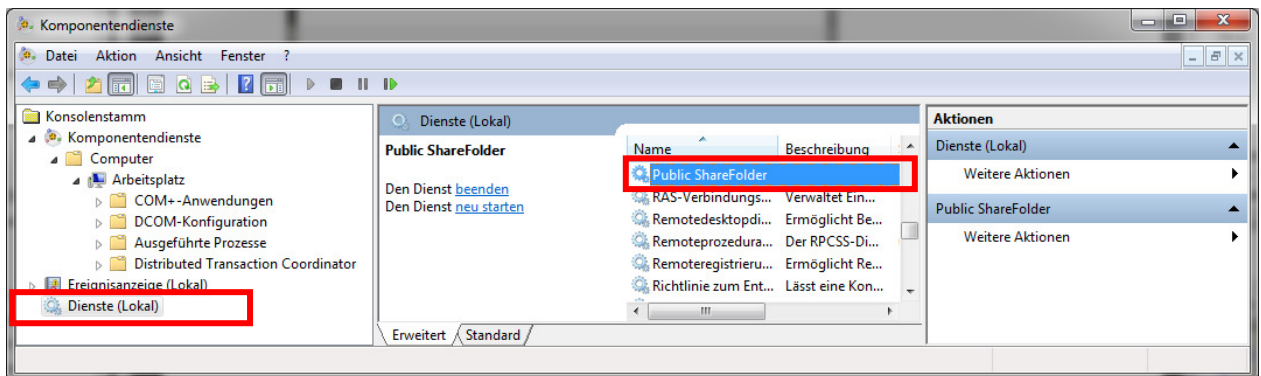 Komponentendienste
Datei Aktion Ansicht Fenster ?
Konsolenstamm
Komponentendienste
Computer
Arbeitsplatz
COM+-Anwendungen
DCOM-Konfiguration
Ausgeführte Prozesse
Distributed Transaction Coordinator
Ereignisanzeige (Lokal)
Dienste (Lokal)
Dienste (Lokal)
Public ShareFolder
Den Dienst beenden
Den Dienst neu starten
Name Beschreibung
Public ShareFolder
RAS-Verbindungs... Verwaltet Ein...
Remotedesktopdi... Ermöglicht Be...
Remoteprozedura... Der RPCSS-Di...
Remoteregistrieru... Ermöglicht Re...
Richtlinie zum Ent... Lässt eine Kon...
Erweitert Standard
Aktionen
Dienste (Lokal)
Weitere Aktionen
Public ShareFolder
Weitere Aktionen